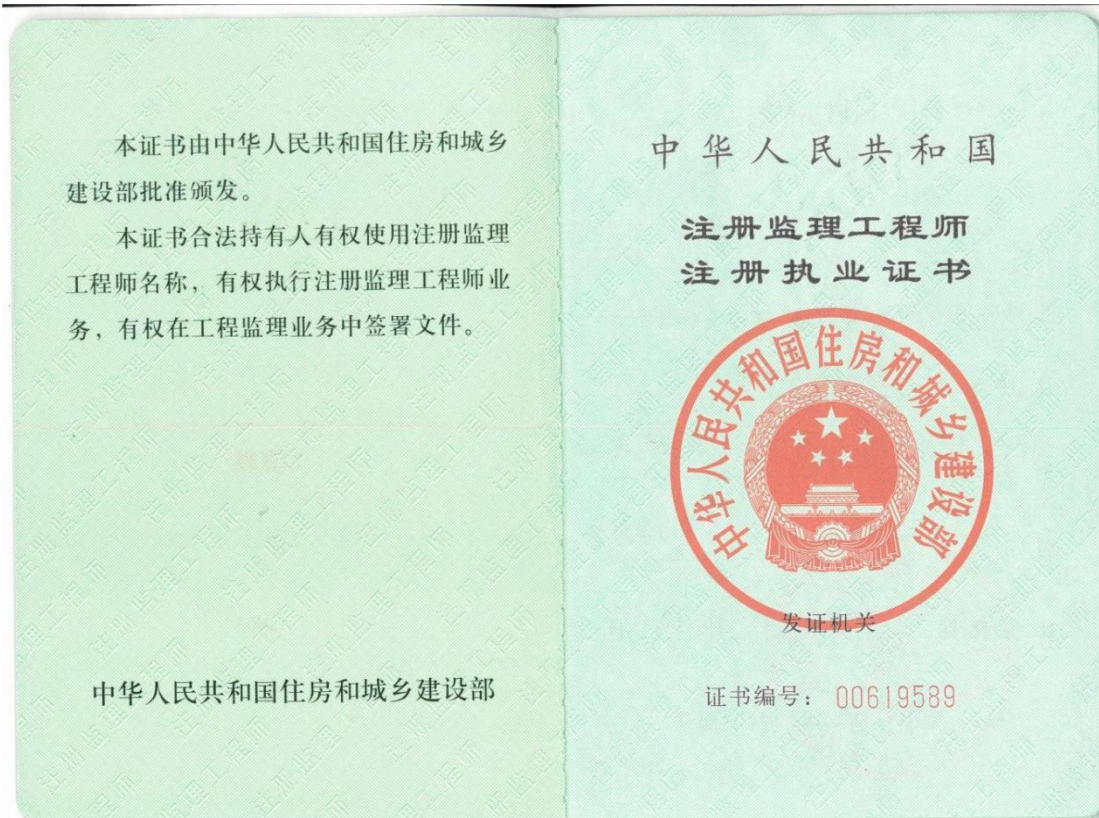 本证书由中华人民共和国住房和城乡
建设部批准颁发。
本证书合法持有人有权使用注册监理
工程师名称，有权执行注册监理工程师业
务，有权在工程监理业务中签署文件。
中华人民共和国住房和城乡建设部
中华人民共和国
注册监理工程师
注册执业证书
中华人民共和国住房和城乡建设部
发证机关
证书编号：00619589